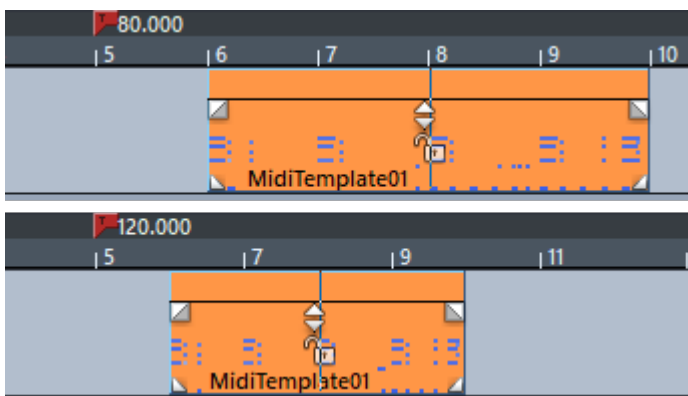 T 80.000
5 6 7 8 9 10
MidiTemplate01
T 120.000
5 7 9 11
MidiTemplate01